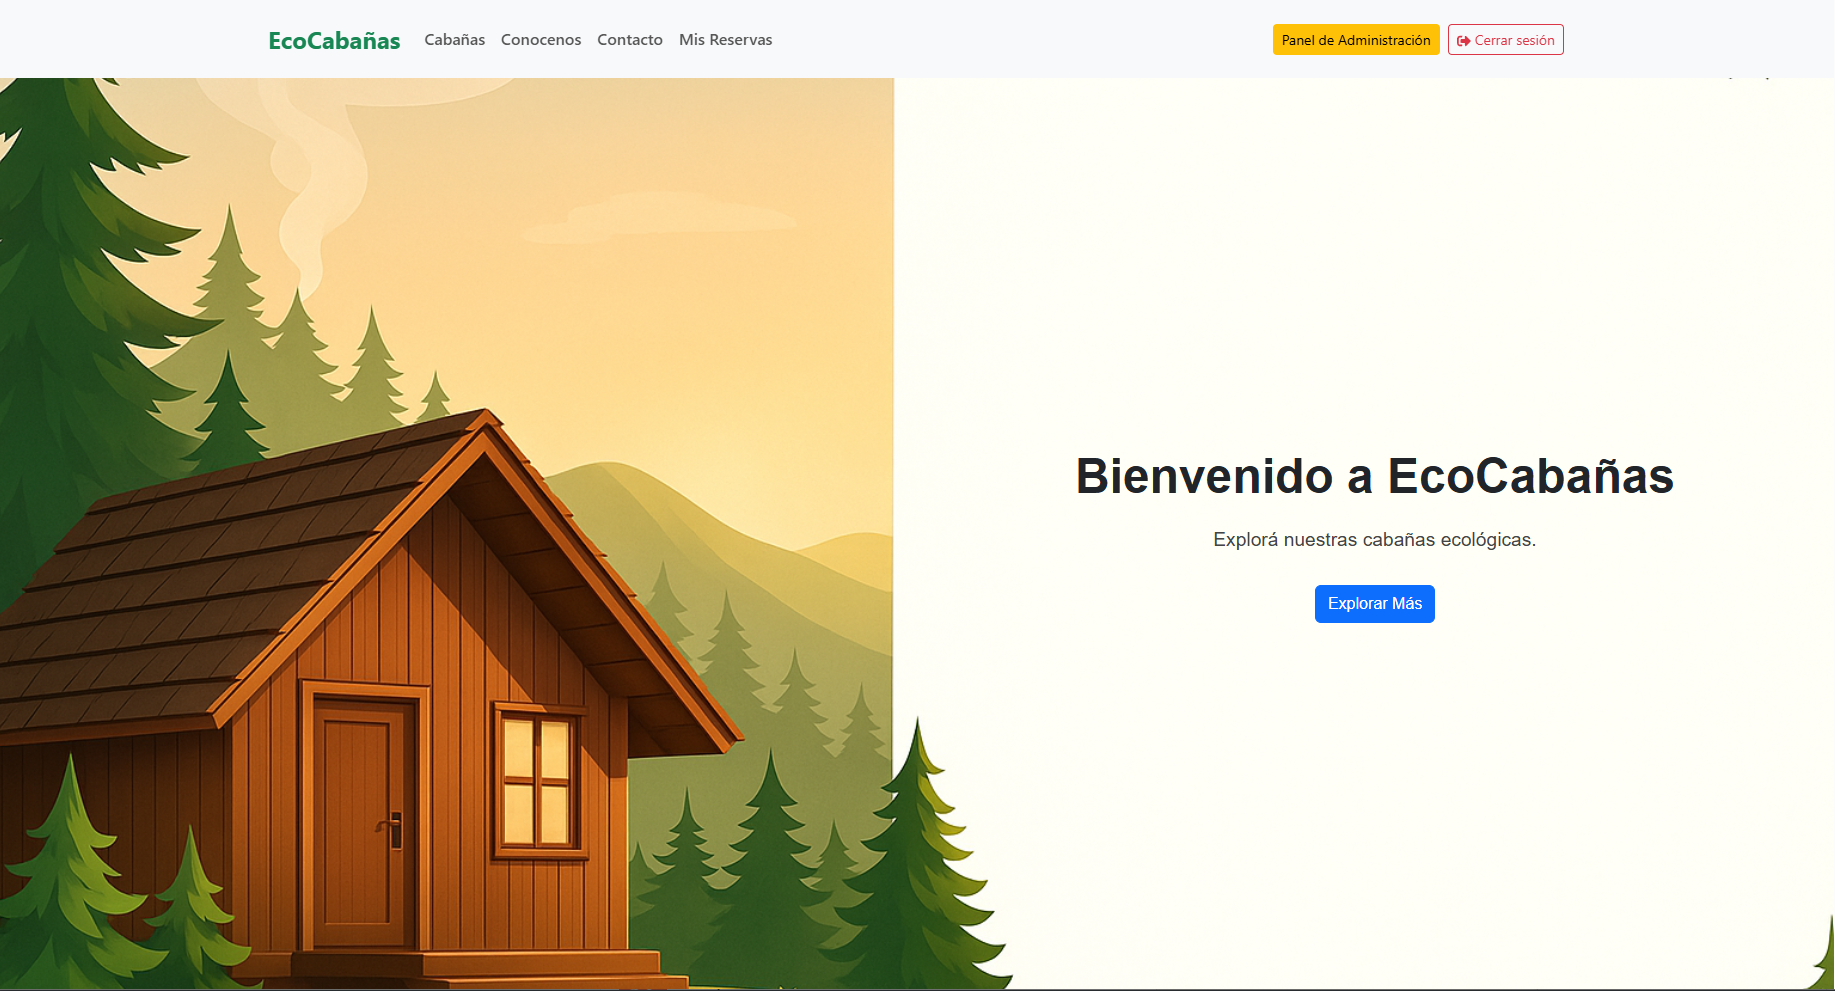 EcoCabañas
Cabañas
Conocenos
Contacto
Mis Reservas
Panel de Administración
Cerrar sesión
Bienvenido a EcoCabañas
Explorá nuestras cabañas ecológicas.
Explorar Más